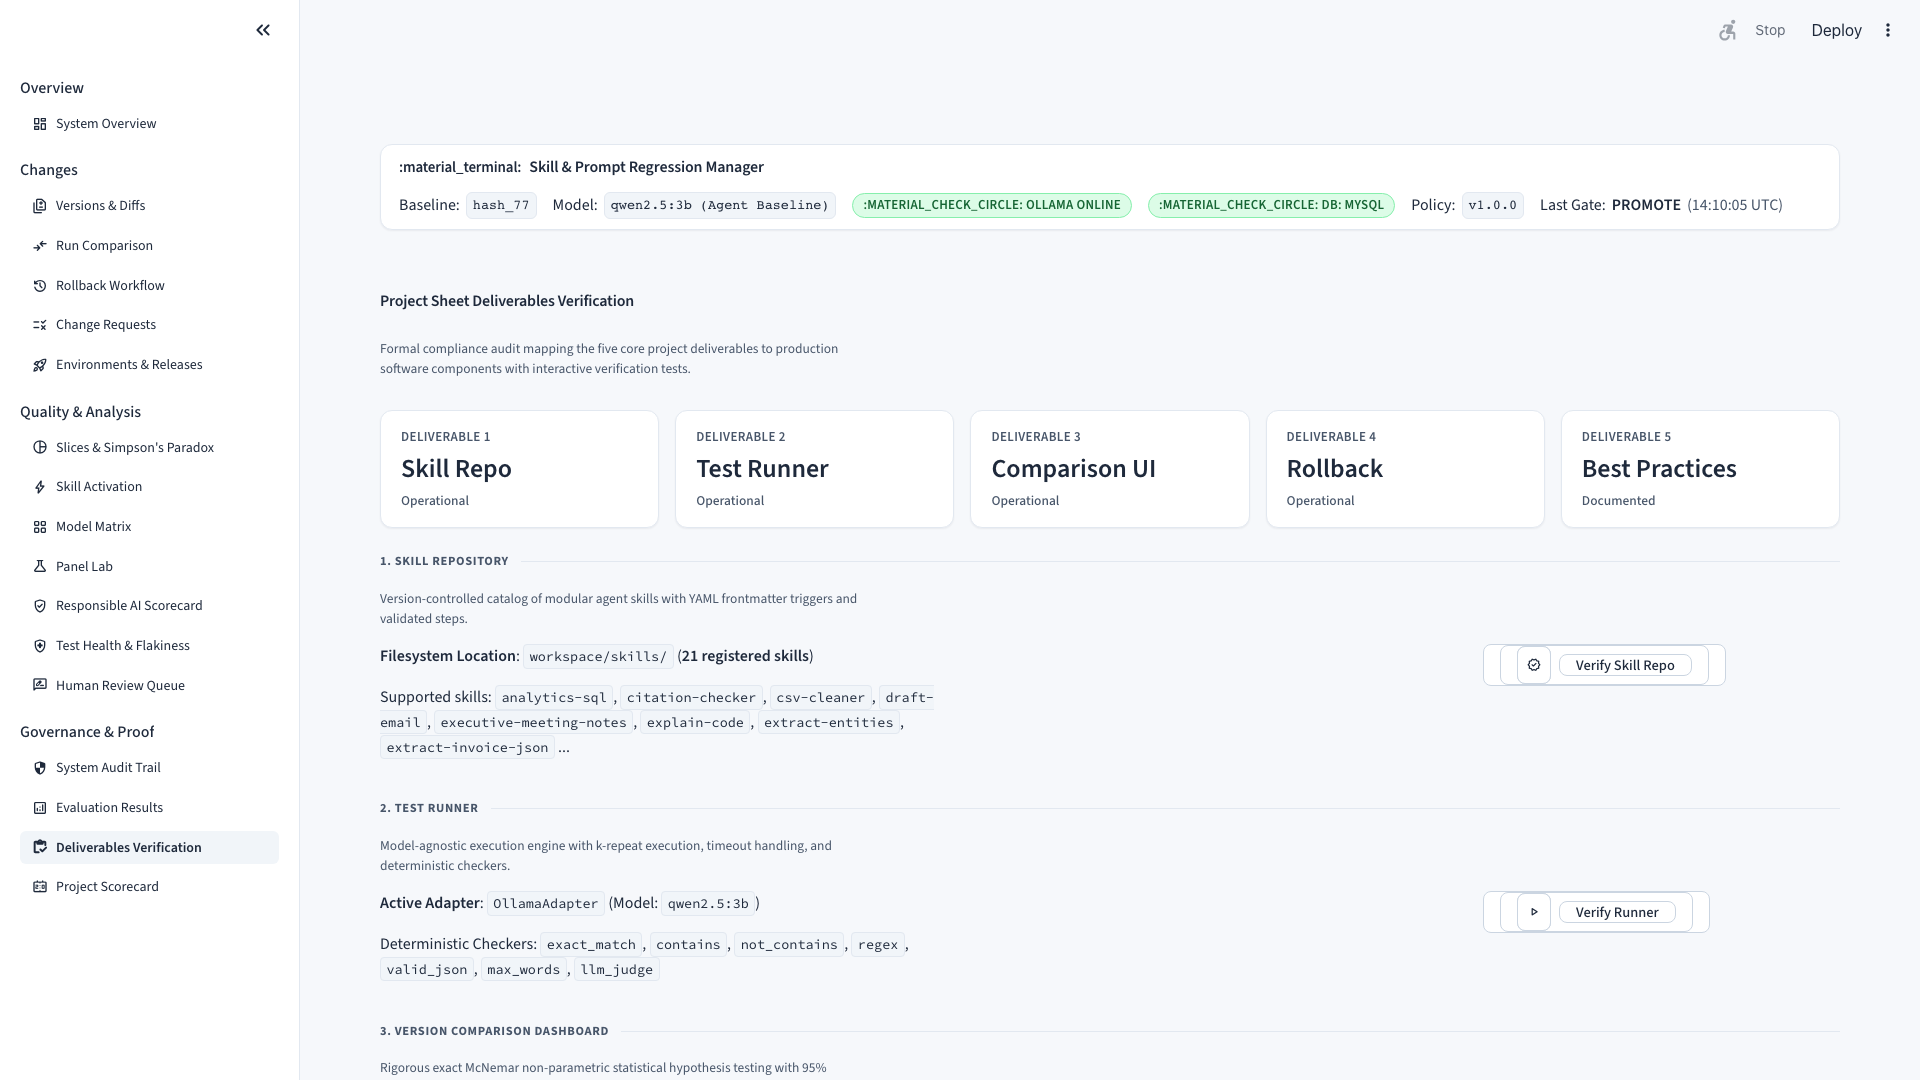 Stop
Deploy
Overview
System Overview
Changes
Versions & Diffs
Run Comparison
Rollback Workflow
Change Requests
Environments & Releases
Quality & Analysis
Slices & Simpson's Paradox
Skill Activation
Model Matrix
Panel Lab
Responsible AI Scorecard
Test Health & Flakiness
Human Review Queue
Governance & Proof
System Audit Trail
Evaluation Results
Deliverables Verification
Project Scorecard
:material_terminal: Skill & Prompt Regression Manager
Baseline: hash_77 Model: qwen2.5:3b (Agent Baseline) :MATERIAL_CHECK_CIRCLE: OLLAMA ONLINE :MATERIAL_CHECK_CIRCLE: DB: MYSQL Policy: v1.0.0 Last Gate: PROMOTE (14:10:05 UTC)
Project Sheet Deliverables Verification
Formal compliance audit mapping the five core project deliverables to production
software components with interactive verification tests.
DELIVERABLE 1
Skill Repo
Operational
DELIVERABLE 2
Test Runner
Operational
DELIVERABLE 3
Comparison UI
Operational
DELIVERABLE 4
Rollback
Operational
DELIVERABLE 5
Best Practices
Documented
1. SKILL REPOSITORY
Version-controlled catalog of modular agent skills with YAML frontmatter triggers and
validated steps.
Filesystem Location: workspace/skills/ (21 registered skills)
Supported skills: analytics-sql , citation-checker , csv-cleaner , draft-
email , executive-meeting-notes , explain-code , extract-entities ,
extract-invoice-json ...
Verify Skill Repo
2. TEST RUNNER
Model-agnostic execution engine with k-repeat execution, timeout handling, and
deterministic checkers.
Active Adapter: OllamaAdapter (Model: qwen2.5:3b )
Deterministic Checkers: exact_match , contains , not_contains , regex ,
valid_json , max_words , llm_judge
Verify Runner
3. VERSION COMPARISON DASHBOARD
Rigorous exact McNemar non-parametric statistical hypothesis testing with 95%